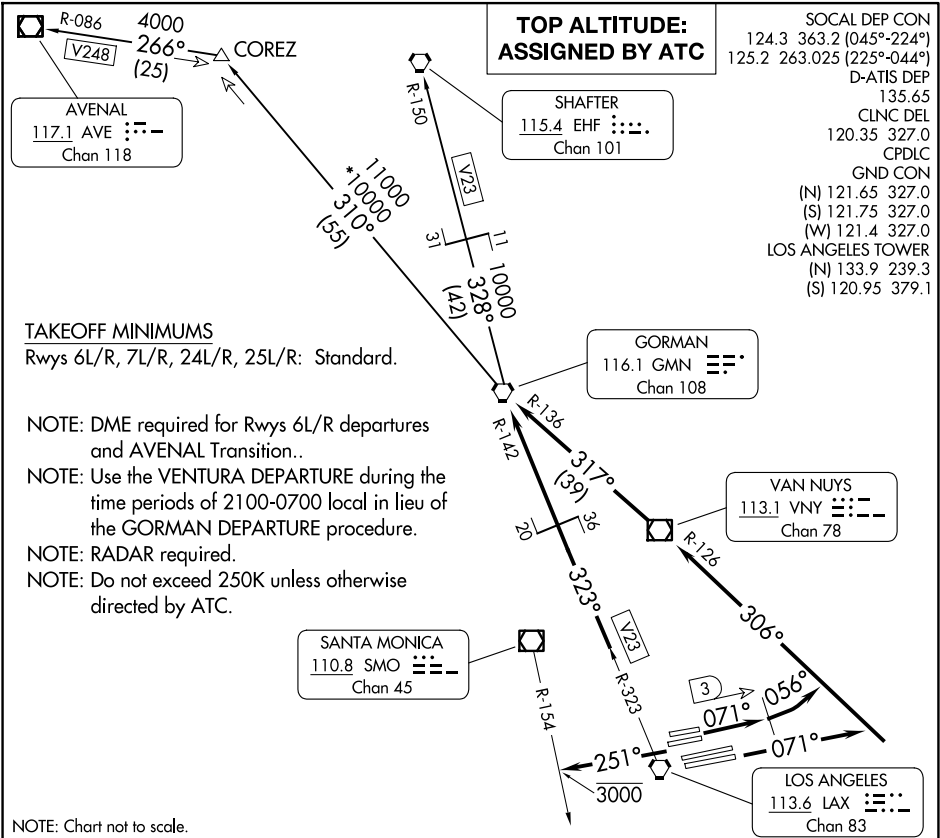 TOP ALTITUDE:
ASSIGNED BY ATC
SOCAL DEP CON
124.3 363.2 (045°-224°)
125.2 263.025 (225°-044°)
D-ATIS DEP
135.65
CLNC DEL
120.35 327.0
CPDLC
GND CON
(N) 121.65 327.0
(S) 121.75 327.0
(W) 121.4 327.0
LOS ANGELES TOWER
(N) 133.9 239.3
(S) 120.95 379.1
R-086
4000
V248
266°
(25)
COREZ
AVENAL
117.1 AVE
Chan 118
R-150
SHAFTER
115.4 EHF
Chan 101
V23
11000
*10000
310°
(55)
31
11
10000
328°
(42)
TAKEOFF MINIMUMS
Rwys 6L/R, 7L/R, 24L/R, 25L/R: Standard.
GORMAN
116.1 GMN
Chan 108
NOTE: DME required for Rwys 6L/R departures
and AVENAL Transition..
NOTE: Use the VENTURA DEPARTURE during the
time periods of 2100-0700 local in lieu of
the GORMAN DEPARTURE procedure.
NOTE: RADAR required.
NOTE: Do not exceed 250K unless otherwise
directed by ATC.
R-136
R-142
317°
(39)
VAN NUYS
113.1 VNY
Chan 78
20
36
R-126
323°
306°
V23
SANTA MONICA
110.8 SMO
Chan 45
R-154
R-323
3
071°
056°
251°
071°
3000
LOS ANGELES
113.6 LAX
Chan 83
NOTE: Chart not to scale.